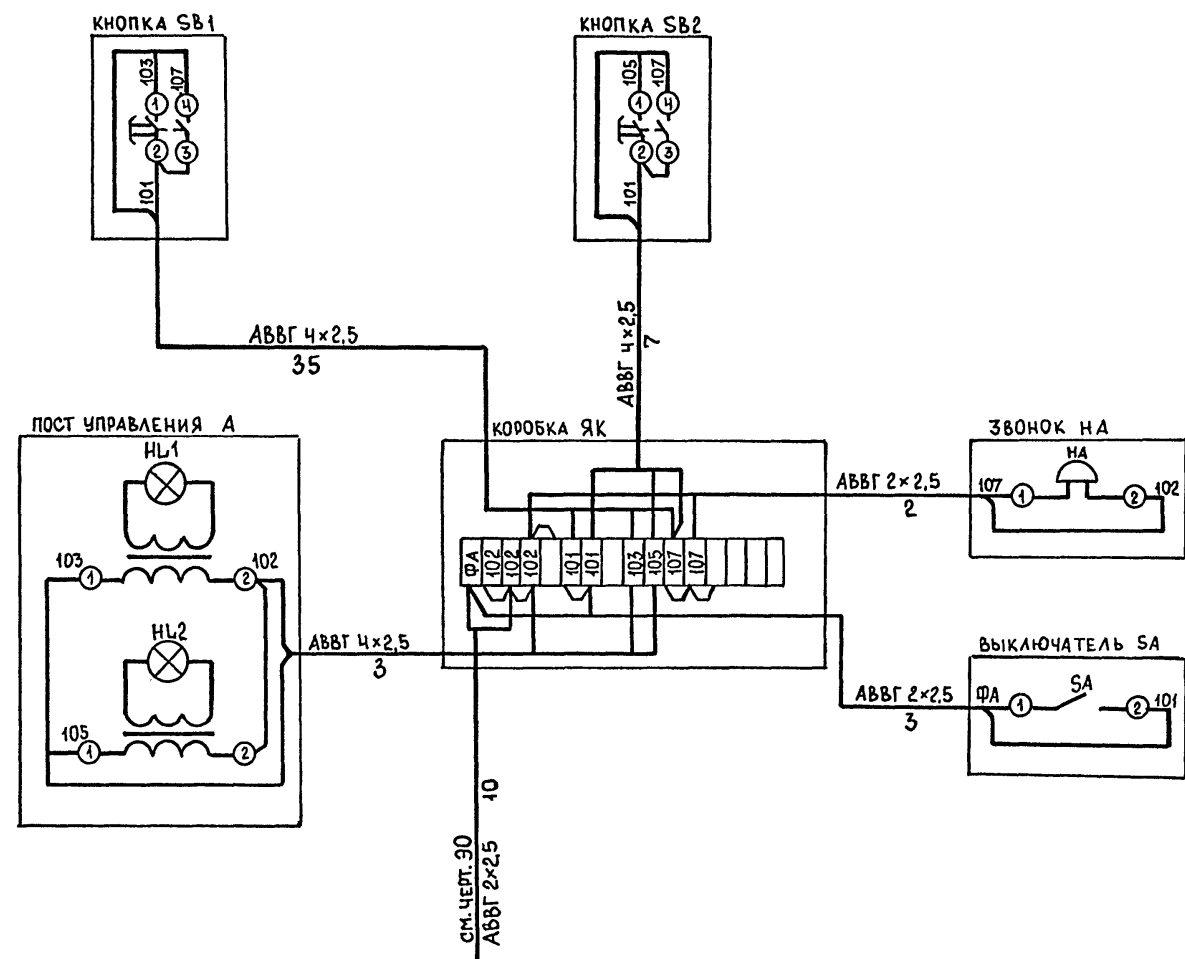 КНОПКА SB1
103
107
1
4
2
3
101
КНОПКА SB2
105
107
1
4
2
3
101
АВВГ 4×2,5
35
АВВГ 4×2,5
7
ПОСТ УПРАВЛЕНИЯ А
HL1
103
1
2
102
HL2
105
1
2
АВВГ 4×2,5
3
КОРОБКА ЯК
ФА
102
102
102
101
101
103
105
107
107
АВВГ 2×2,5
2
ЗВОНОК НА
НА
107
1
2
102
ВЫКЛЮЧАТЕЛЬ SA
АВВГ 2×2,5
3
ФА
1
SA
2
101
10
СМ. ЧЕРТ. ЭО
АВВГ 2×2,5